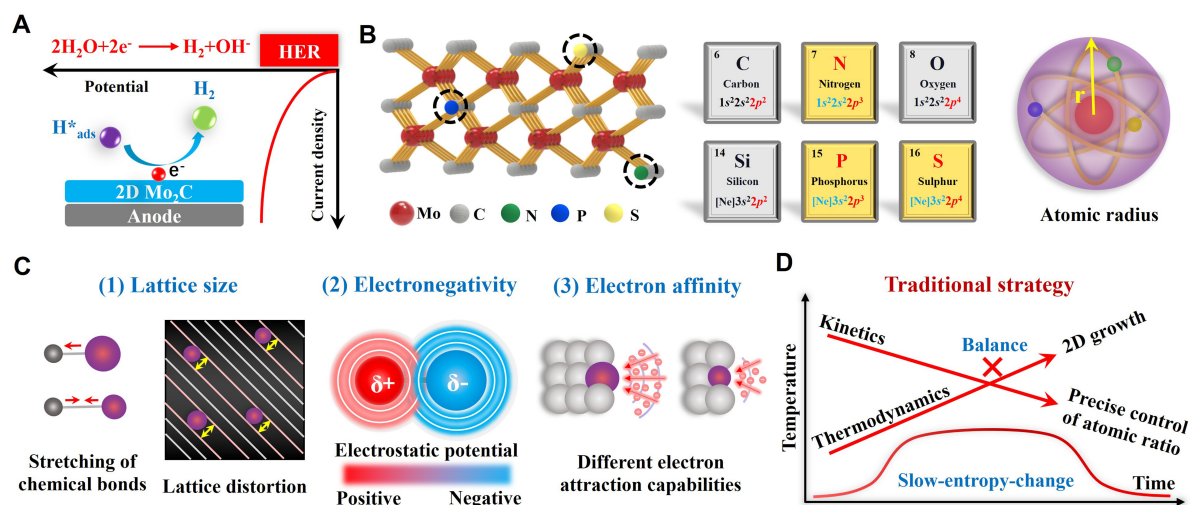 A
2H₂O+2e⁻ → H₂+OH⁻
HER
Potential
H₂
H*ads
e⁻
2D Mo₂C
Anode
Current density
B
Mo C N P S
6
C
Carbon
1s²2s²2p²
7
N
Nitrogen
1s²2s²2p³
8
O
Oxygen
1s²2s²2p⁴
14
Si
Silicon
[Ne]3s²2p²
15
P
Phosphorus
[Ne]3s²2p³
16
S
Sulphur
[Ne]3s²2p⁴
r
Atomic radius
C
(1) Lattice size
Stretching of
chemical bonds
Lattice distortion
(2) Electronegativity
δ+
δ-
Electrostatic potential
Positive
Negative
(3) Electron affinity
Different electron
attraction capabilities
D
Traditional strategy
Temperature
Kinetics
Thermodynamics
Balance
2D growth
Precise control
of atomic ratio
Slow-entropy-change
Time